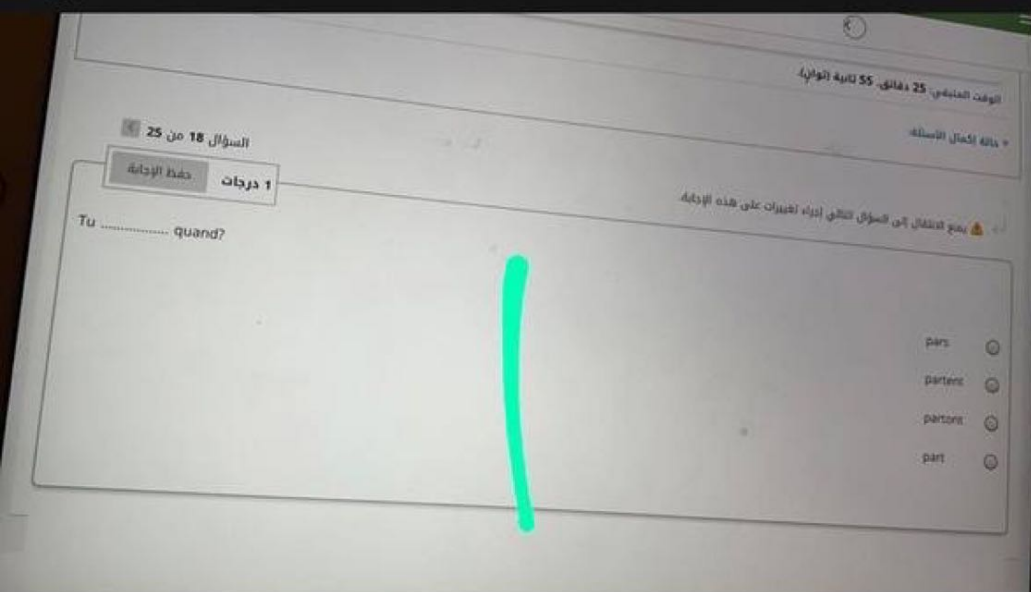 الوقت المتبقي: 25 دقائق، 55 ثانية (ثوانٍ).
حالة إكمال الأسئلة:
السؤال 18 من 25
1 درجات
حفظ الإجابة
يمنع الانتقال إلى السؤال التالي إجراء تغييرات على هذه الإجابة.
Tu ................ quand?
pars
partent
partons
part